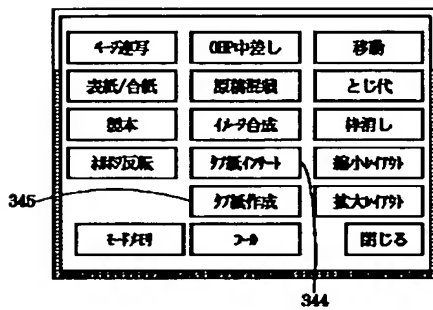 ページ連写 OHP中差し 移動
表紙/合紙 原稿混載 とじ代
製本 イメージ合成 枠消し
ネガポジ反転 タブ紙インサート 縮小レイアウト
345 タブ紙作成 拡大レイアウト
モードメモリ ツール 閉じる
344